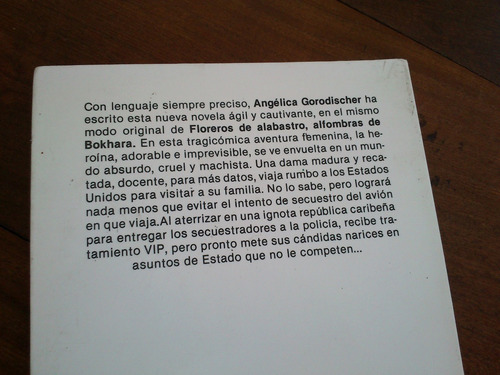 Con lenguaje siempre preciso, Angélica Gorodischer ha
escrito esta nueva novela ágil y cautivante, en el mismo
modo original de Floreros de alabastro, alfombras de
Bokhara. En esta tragicómica aventura femenina, la he-
roína, adorable e imprevisible, se ve envuelta en un mun-
do absurdo, cruel y machista. Una dama madura y reca-
tada, docente, para más datos, viaja rumbo a los Estados
Unidos para visitar a su familia. No lo sabe, pero logrará
nada menos que evitar el intento de secuestro del avión
en que viaja.Al aterrizar en una ignota república caribeña
para entregar los secuestradores a la policía, recibe tra-
tamiento VIP, pero pronto mete sus cándidas narices en
asuntos de Estado que no le competen...